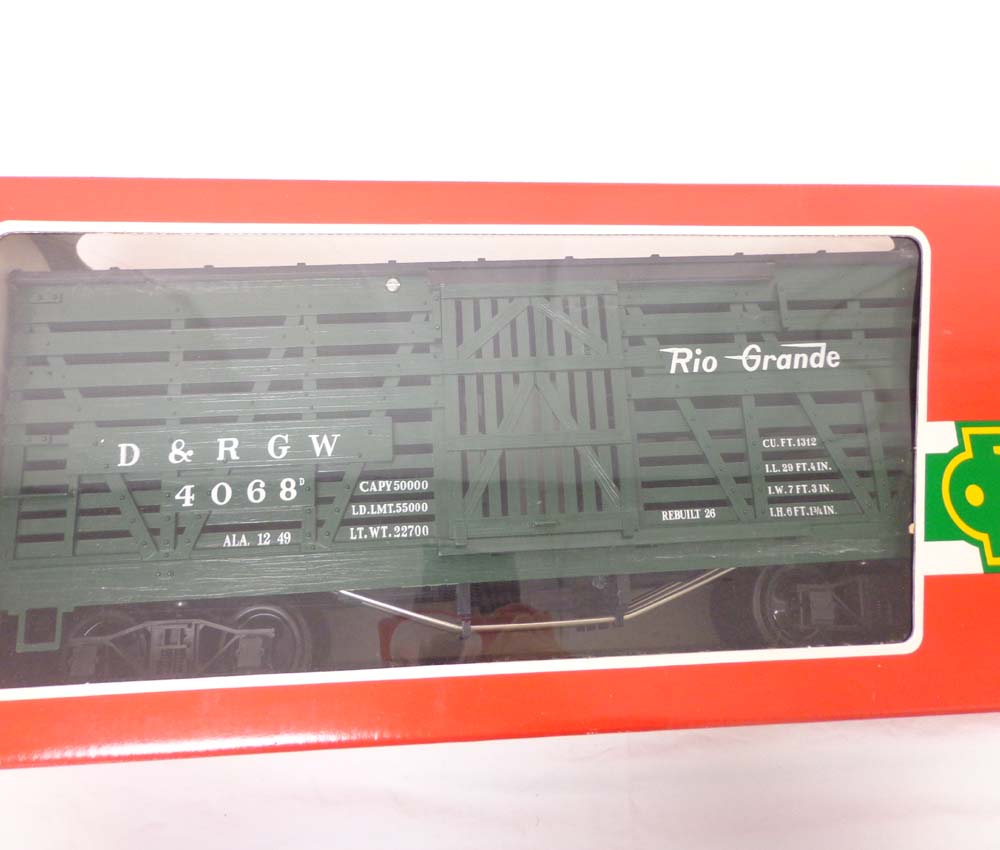 D & R G W
4068 D
ALA. 12 49
CAPY 50000
LD. LMT. 55000
LT. WT. 22700
Rio Grande
REBUILT 26
CU. FT. 1312
I.L. 29 FT. 4 IN.
I.W. 7 FT. 3 IN.
I.H. 6 FT. 1¾ IN.